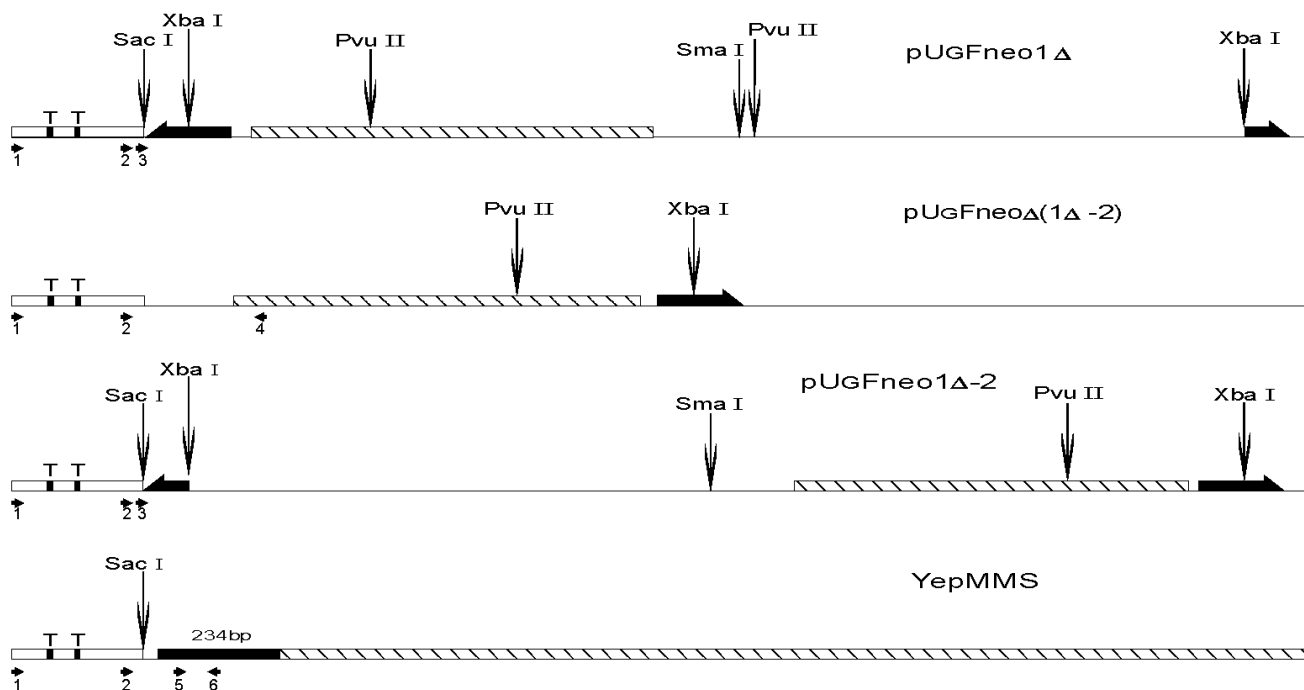 Xba I
Sac I
Pvu II
Sma I
Pvu II
Xba I
pUGFneo1Δ
T T
1 2 3
Pvu II
Xba I
pUGFneoΔ(1Δ-2)
T T
1 2 4
Xba I
Sac I
Sma I
Pvu II
Xba I
pUGFneo1Δ-2
T T
1 2 3
Sac I
YepMMS
T T
234bp
1 2 5 6